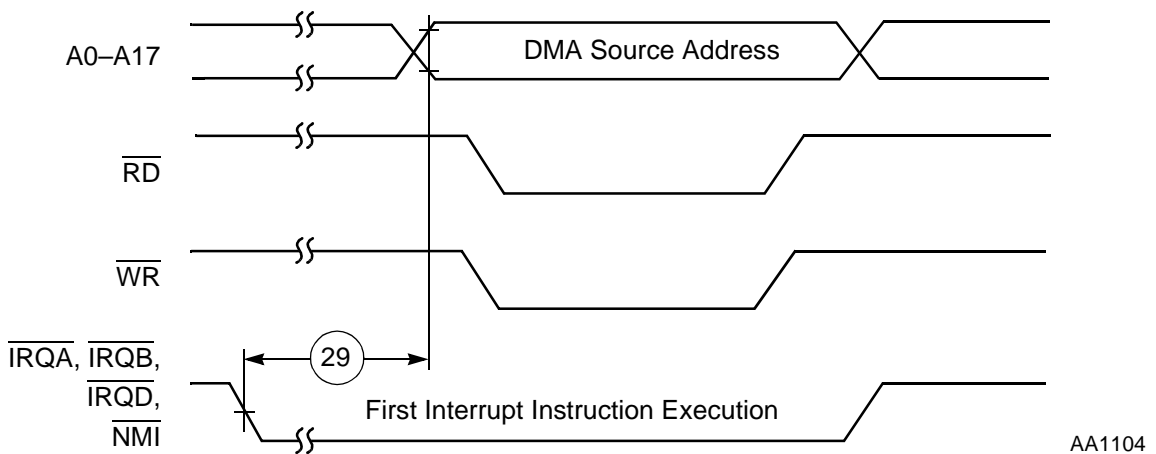 A0–A17
DMA Source Address
RD
WR
IRQA, IRQB,
IRQD,
NMI
29
First Interrupt Instruction Execution
AA1104